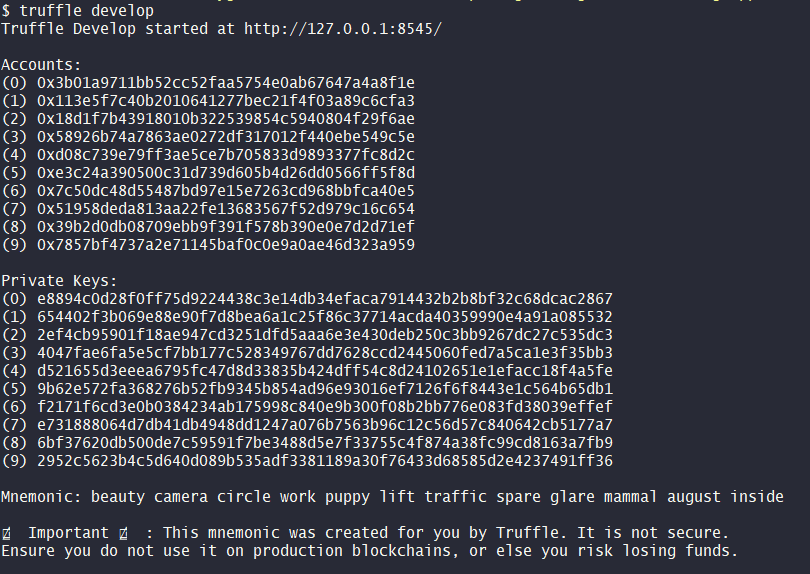 $ truffle develop
Truffle Develop started at http://127.0.0.1:8545/
Accounts:
(0) 0x3b01a9711bb52cc52faa5754e0ab67647a4a8f1e
(1) 0x113e5f7c40b2010641277bec21f4f03a89c6cfa3
(2) 0x18d1f7b43918010b322539854c5940804f29f6ae
(3) 0x58926b74a7863ae0272df317012f440ebe549c5e
(4) 0xd08c739e79ff3ae5ce7b705833d9893377fc8d2c
(5) 0xe3c24a390500c31d739d605b4d26dd0566ff5f8d
(6) 0x7c50dc48d55487bd97e15e7263cd968bbfca40e5
(7) 0x51958deda813aa22fe13683567f52d979c16c654
(8) 0x39b2d0db08709ebb9f391f578b390e0e7d2d71ef
(9) 0x7857bf4737a2e71145baf0c0e9a0ae46d323a959
Private Keys:
(0) e8894c0d28f0ff75d9224438c3e14db34efaca7914432b2b8bf32c68dcac2867
(1) 654402f3b069e88e90f7d8bea6a1c25f86c37714acda40359990e4a91a085532
(2) 2ef4cb95901f18ae947cd3251dfd5aaa6e3e430deb250c3bb9267dc27c535dc3
(3) 4047fae6fa5e5cf7bb177c528349767dd7628ccd2445060fed7a5ca1e3f35bb3
(4) d521655d3eeea6795fc47d8d33835b424dff54c8d24102651e1efacc18f4a5fe
(5) 9b62e572fa368276b52fb9345b854ad96e93016ef7126f6f8443e1c564b65db1
(6) f2171f6cd3e0b0384234ab175998c840e9b300f08b2bb776e083fd38039effef
(7) e731888064d7db41db4948dd1247a076b7563b96c12c56d57c840642cb5177a7
(8) 6bf37620db500de7c59591f7be3488d5e7f33755c4f874a38fc99cd8163a7fb9
(9) 2952c5623b4c5d640d089b535adf3381189a30f76433d68585d2e4237491ff36
Mnemonic: beauty camera circle work puppy lift traffic spare glare mammal august inside
Important : This mnemonic was created for you by Truffle. It is not secure.
Ensure you do not use it on production blockchains, or else you risk losing funds.